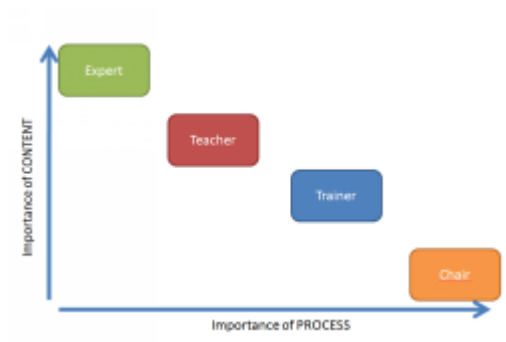 Expert
Teacher
Trainer
Chair
Importance of CONTENT
Importance of PROCESS